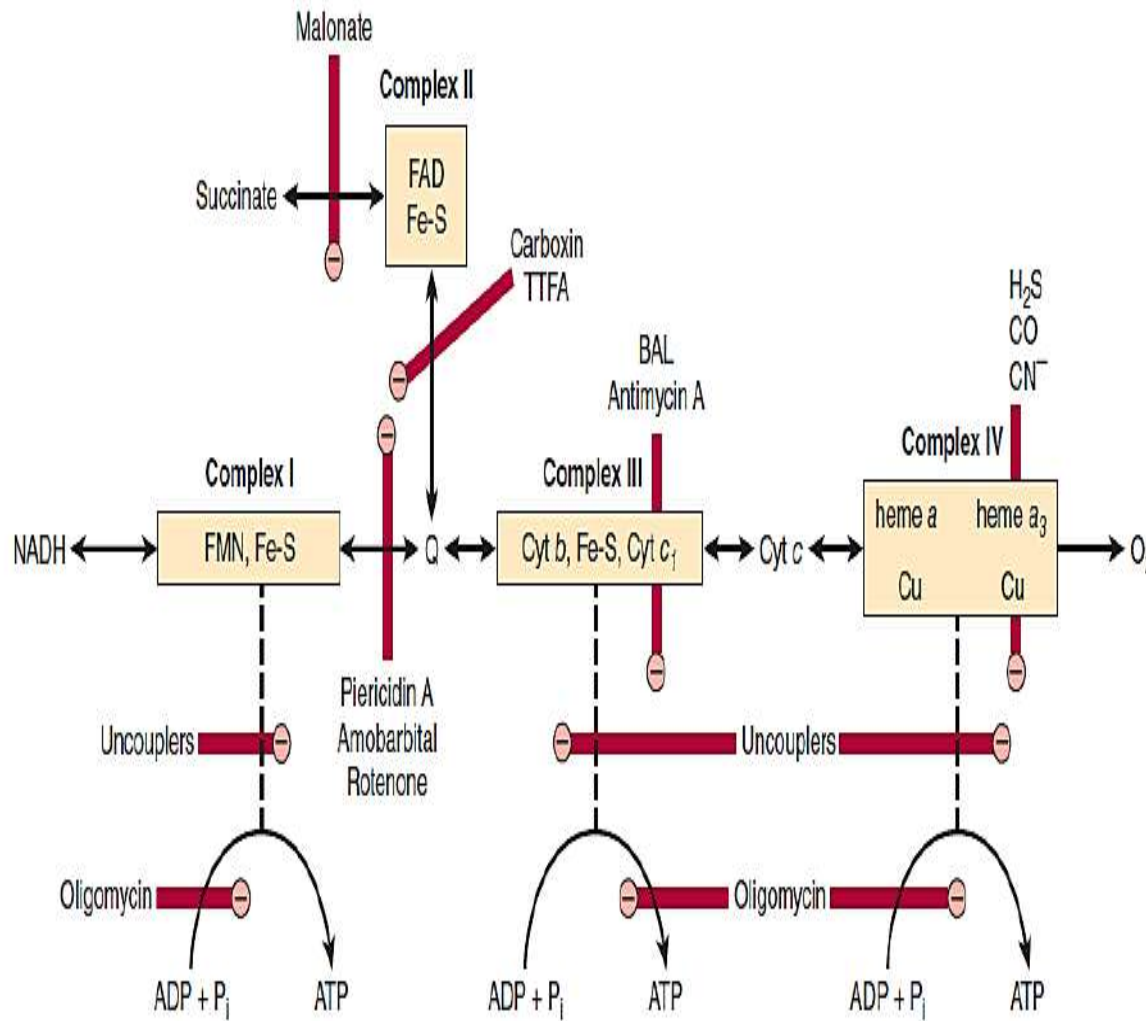 Malonate
Complex II
FAD
Fe-S
Succinate
Carboxin
TTFA
H₂S
CO
CN⁻
BAL
Antimycin A
Complex I
Complex III
Complex IV
NADH
FMN, Fe-S
Q
Cyt b, Fe-S, Cyt c₁
Cyt c
heme a
heme a₃
Cu
Cu
O
Piericidin A
Amobarbital
Rotenone
Uncouplers
Uncouplers
Oligomycin
Oligomycin
ADP + Pᵢ
ATP
ADP + Pᵢ
ATP
ADP + Pᵢ
ATP